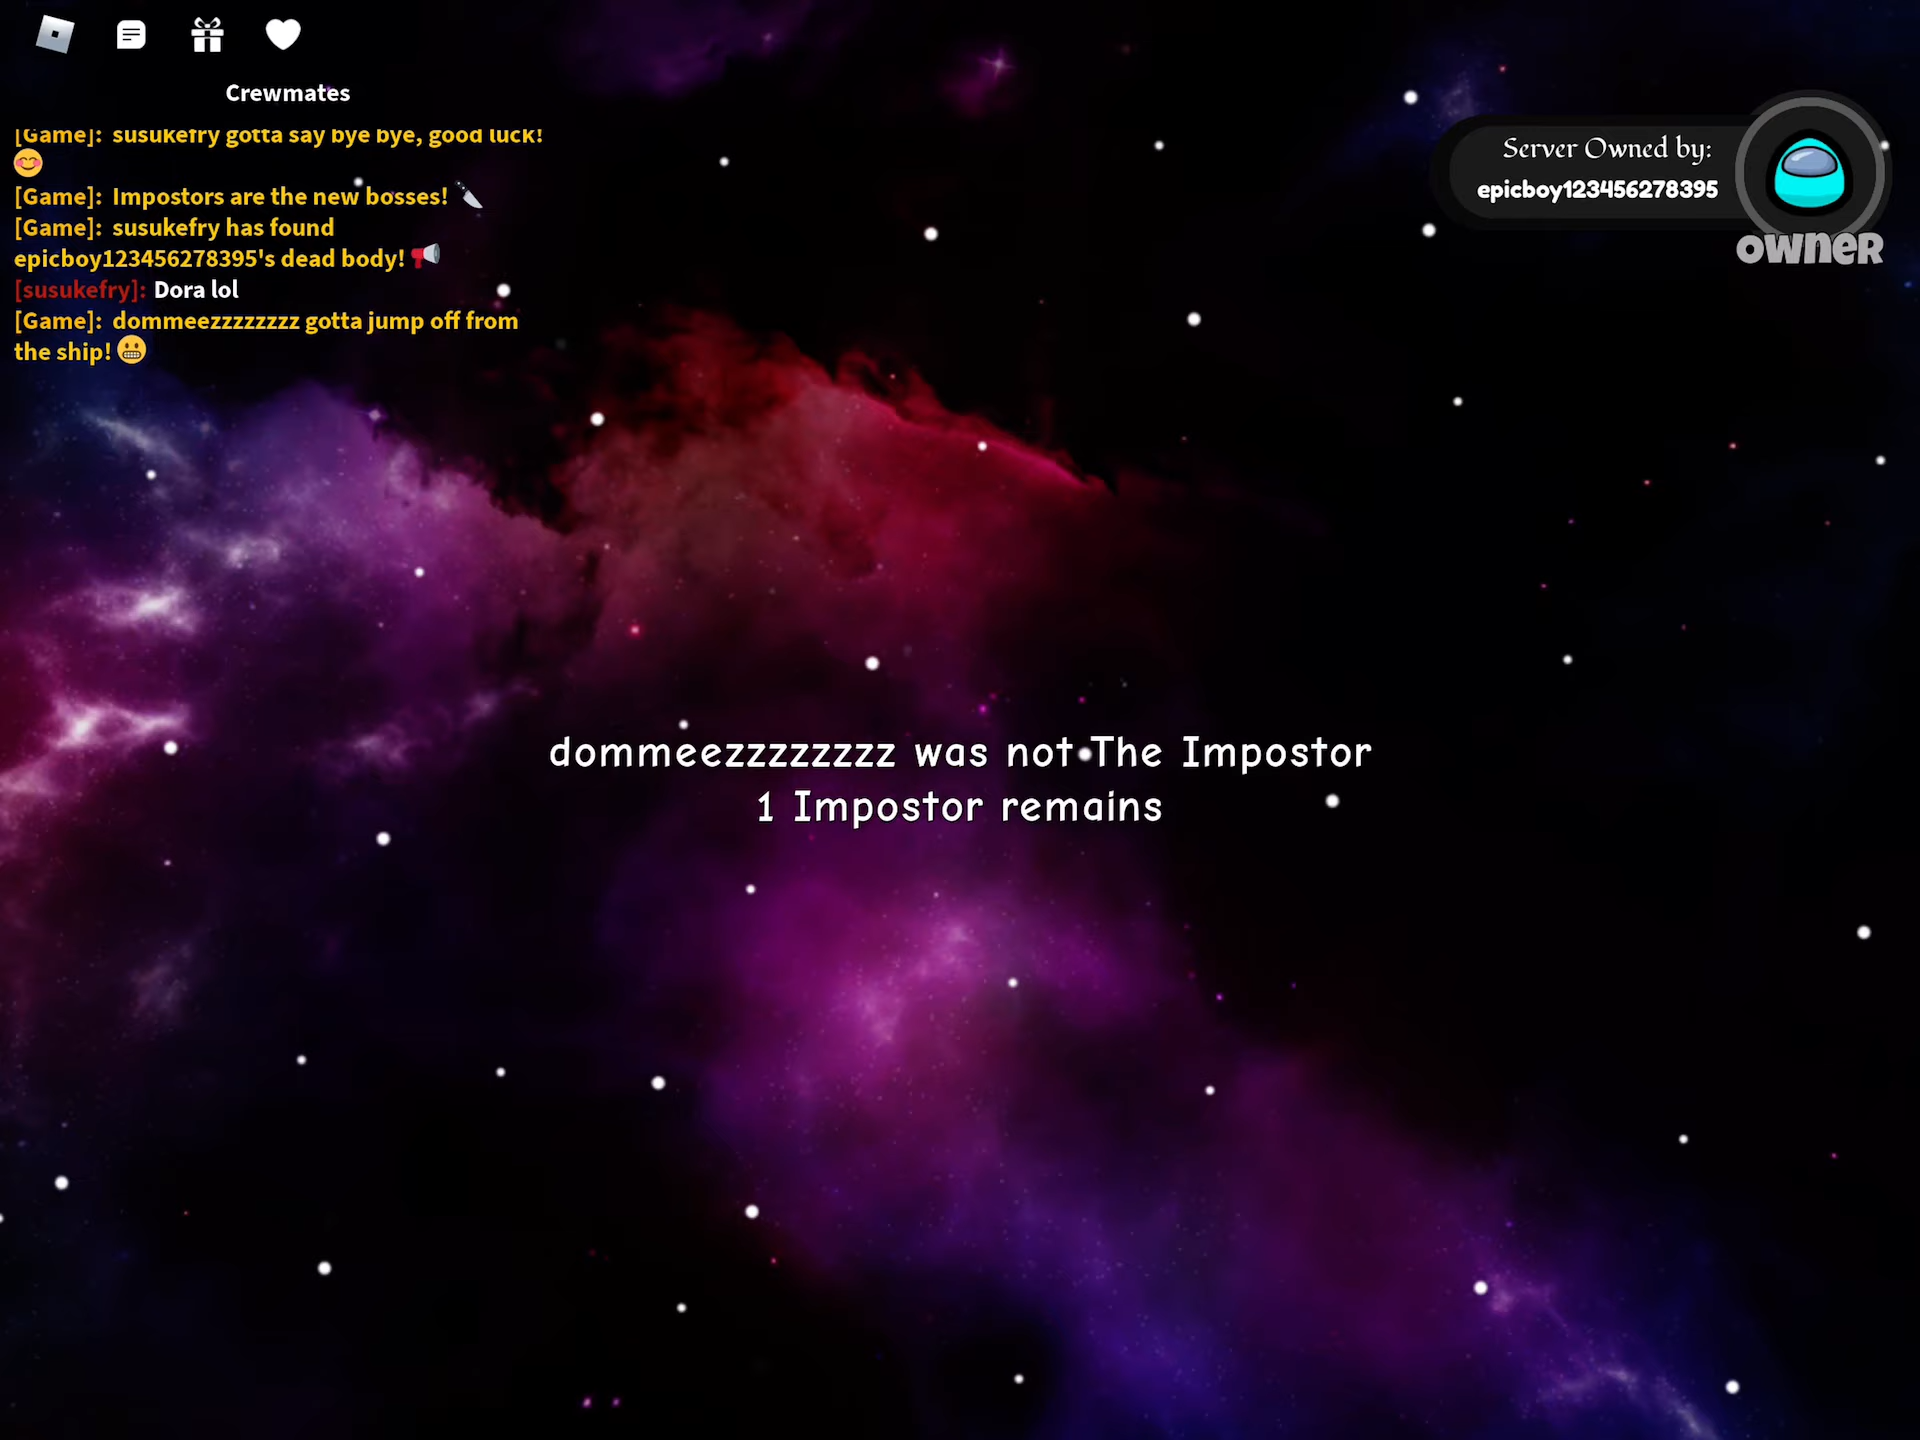 Crewmates
[Game]: susukefry gotta say bye bye, good luck!
😊
[Game]: Impostors are the new bosses! 🔪
[Game]: susukefry has found
epicboy123456278395's dead body! 📢
[susukefry]: Dora lol
[Game]: dommeezzzzzzzz gotta jump off from
the ship! 😬
Server Owned by:
epicboy123456278395
OWNER
dommeezzzzzzzz was not The Impostor
1 Impostor remains